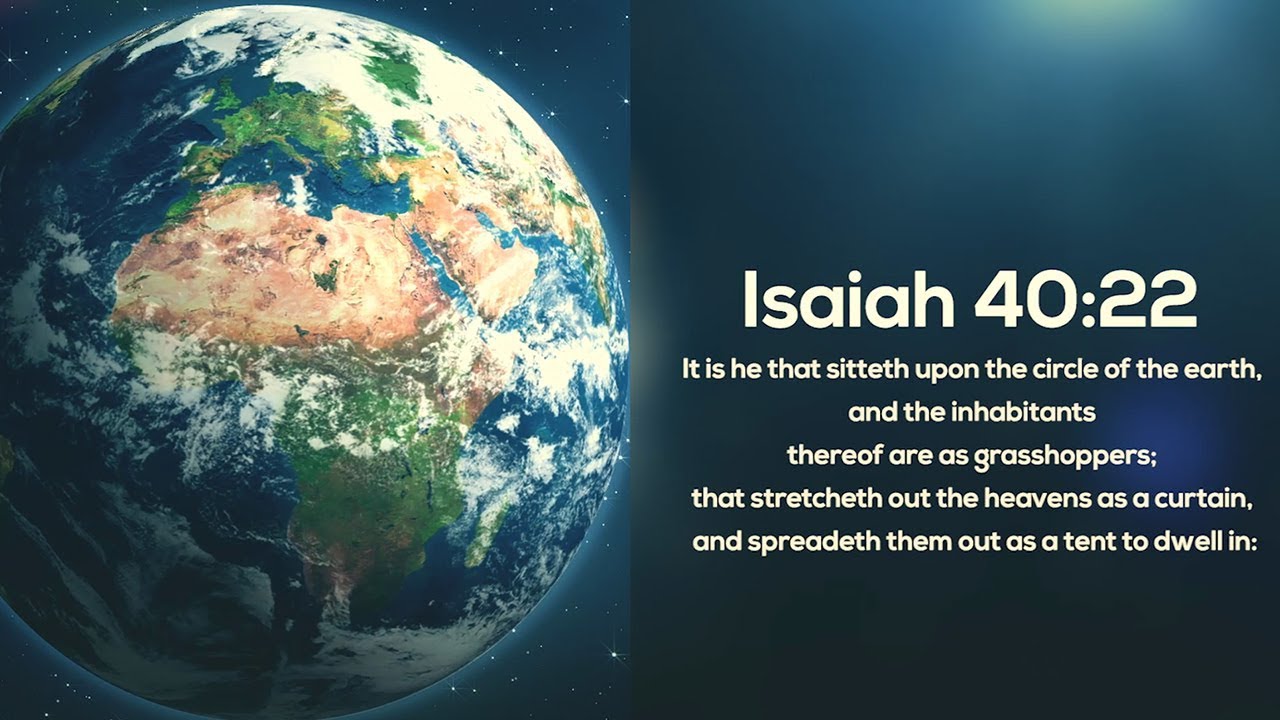 Isaiah 40:22
It is he that sitteth upon the circle of the earth,
and the inhabitants
thereof are as grasshoppers;
that stretcheth out the heavens as a curtain,
and spreadeth them out as a tent to dwell in: